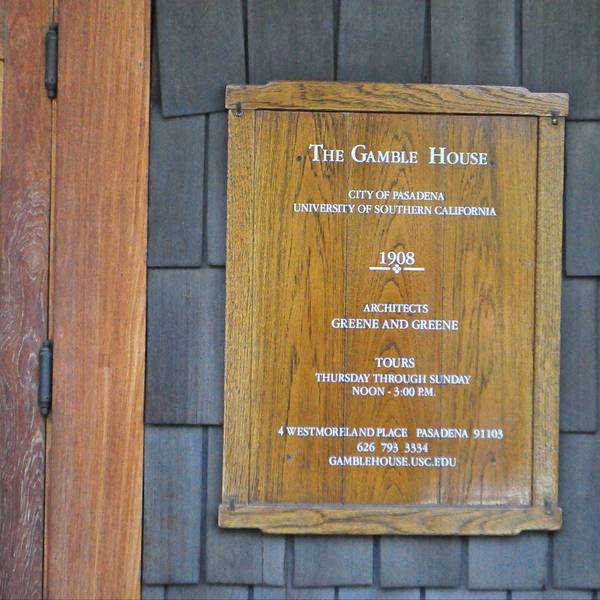 The Gamble House
CITY OF PASADENA
UNIVERSITY OF SOUTHERN CALIFORNIA
1908
ARCHITECTS
GREENE AND GREENE
TOURS
THURSDAY THROUGH SUNDAY
NOON - 3:00 P.M.
4 WESTMORELAND PLACE PASADENA 91103
626 793 3334
GAMBLEHOUSE.USC.EDU